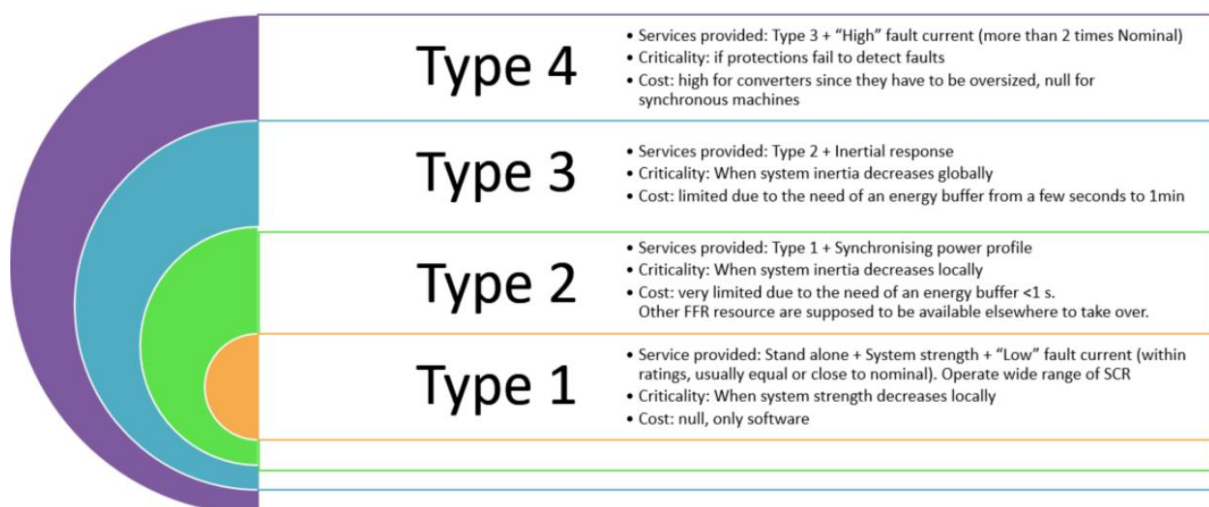 Type 4
• Services provided: Type 3 + “High” fault current (more than 2 times Nominal)
• Criticality: if protections fail to detect faults
• Cost: high for converters since they have to be oversized, null for
synchronous machines
Type 3
• Services provided: Type 2 + Inertial response
• Criticality: When system inertia decreases globally
• Cost: limited due to the need of an energy buffer from a few seconds to 1min
Type 2
• Services provided: Type 1 + Synchronising power profile
• Criticality: When system inertia decreases locally
• Cost: very limited due to the need of an energy buffer <1 s.
Other FFR resource are supposed to be available elsewhere to take over.
Type 1
• Service provided: Stand alone + System strength + “Low” fault current (within
ratings, usually equal or close to nominal). Operate wide range of SCR
• Criticality: When system strength decreases locally
• Cost: null, only software